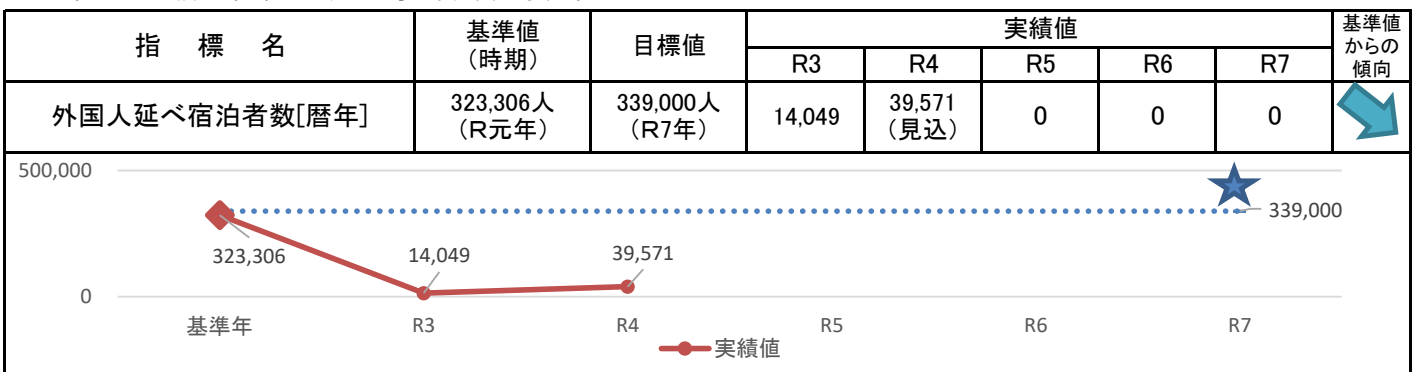 指 標 名 基準値（時期） 目標値 実績値 基準値からの傾向
R3 R4 R5 R6 R7
外国人延べ宿泊者数[暦年] 323,306人（Ｒ元年） 339,000人（R7年） 14,049 39,571（見込） 0 0 0
500,000
339,000
323,306 14,049 39,571
0
基準年 R3 R4 R5 R6 R7
実績値